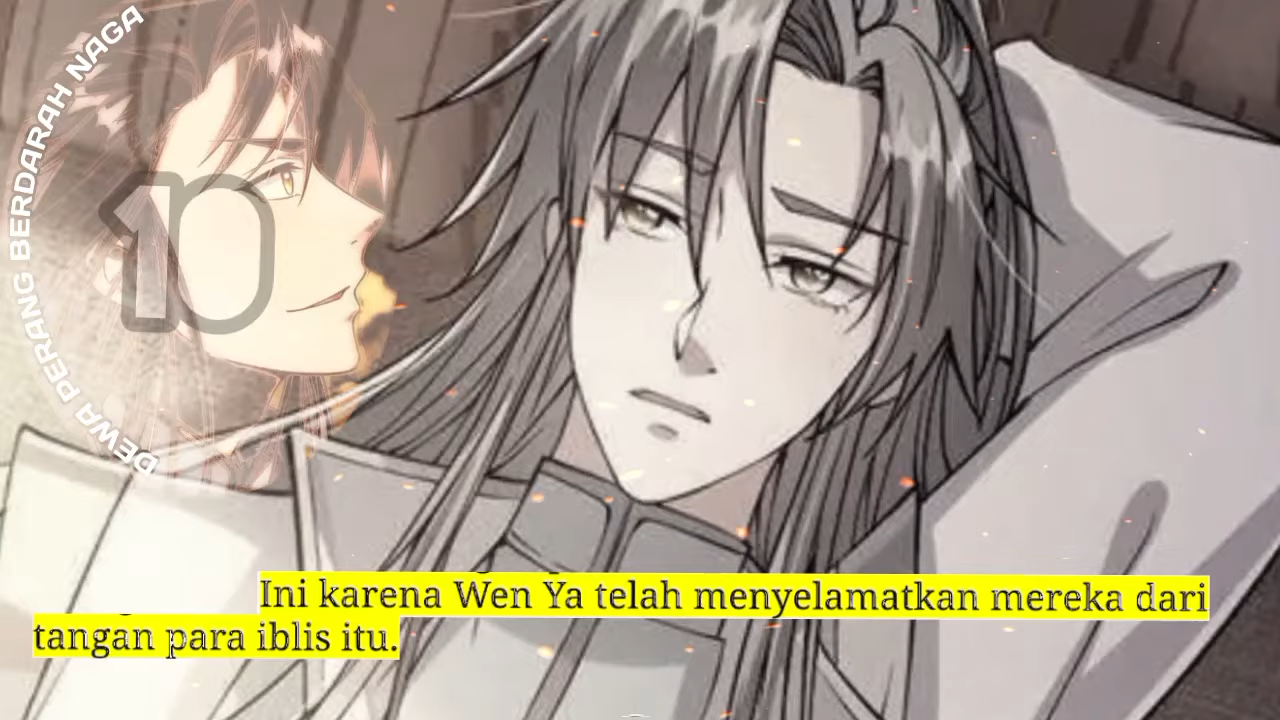 DEWA PERANG BERDARAH NAGA
10
Ini karena Wen Ya telah menyelamatkan mereka dari
tangan para iblis itu.